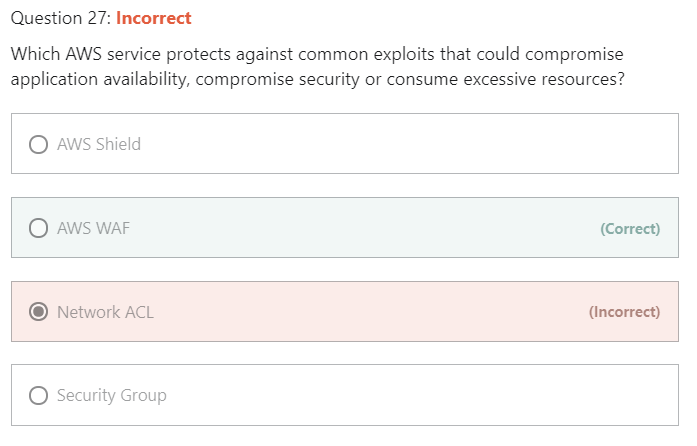 Question 27: Incorrect
Which AWS service protects against common exploits that could compromise
application availability, compromise security or consume excessive resources?
AWS Shield
AWS WAF (Correct)
Network ACL (Incorrect)
Security Group